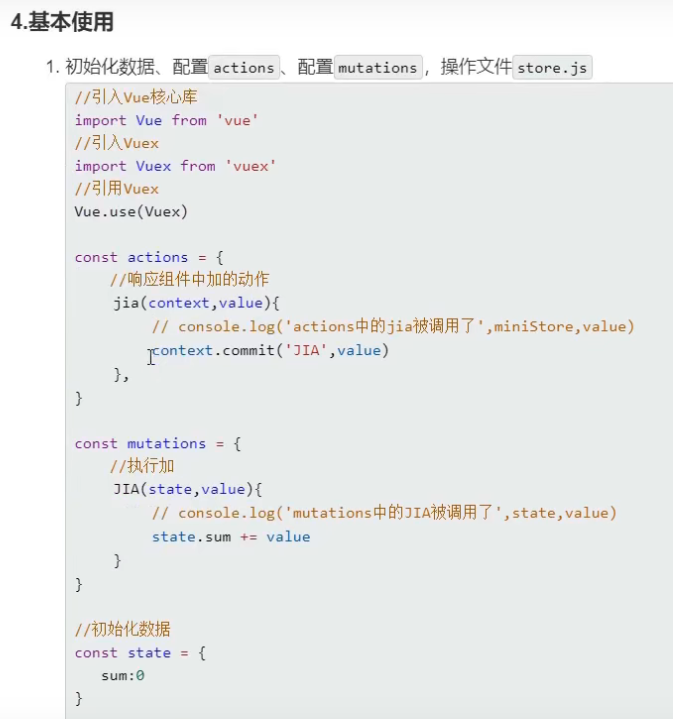 4.基本使用
1. 初始化数据、配置actions、配置mutations，操作文件store.js
//引入Vue核心库
import Vue from 'vue'
//引入Vuex
import Vuex from 'vuex'
//引用Vuex
Vue.use(Vuex)
const actions = {
//响应组件中加的动作
jia(context,value){
// console.log('actions中的jia被调用了',miniStore,value)
context.commit('JIA',value)
},
}
const mutations = {
//执行加
JIA(state,value){
// console.log('mutations中的JIA被调用了',state,value)
state.sum += value
}
}
//初始化数据
const state = {
sum:0
}